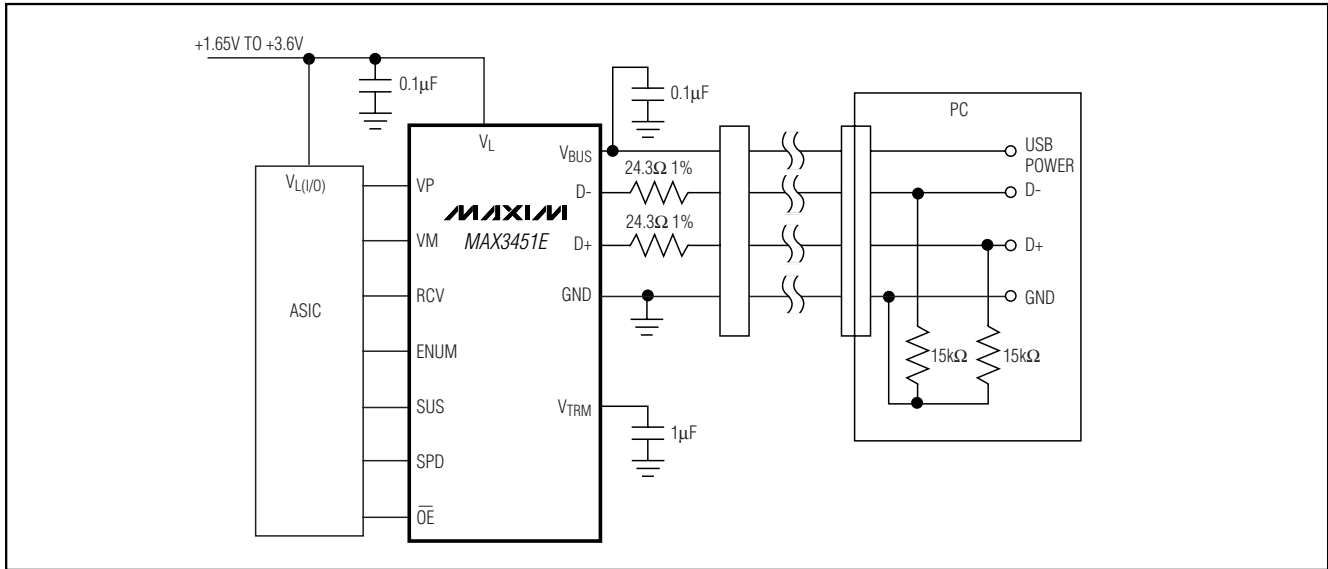 +1.65V TO +3.6V
0.1µF
0.1µF
PC
VL
VBUS
USB
POWER
VL(I/O)
VP
24.3Ω 1%
D-
D-
MAXIM
MAX3451E
24.3Ω 1%
VM
D+
D+
ASIC
RCV
GND
GND
ENUM
15kΩ
15kΩ
SUS
VTRM
1µF
SPD
O̅E̅